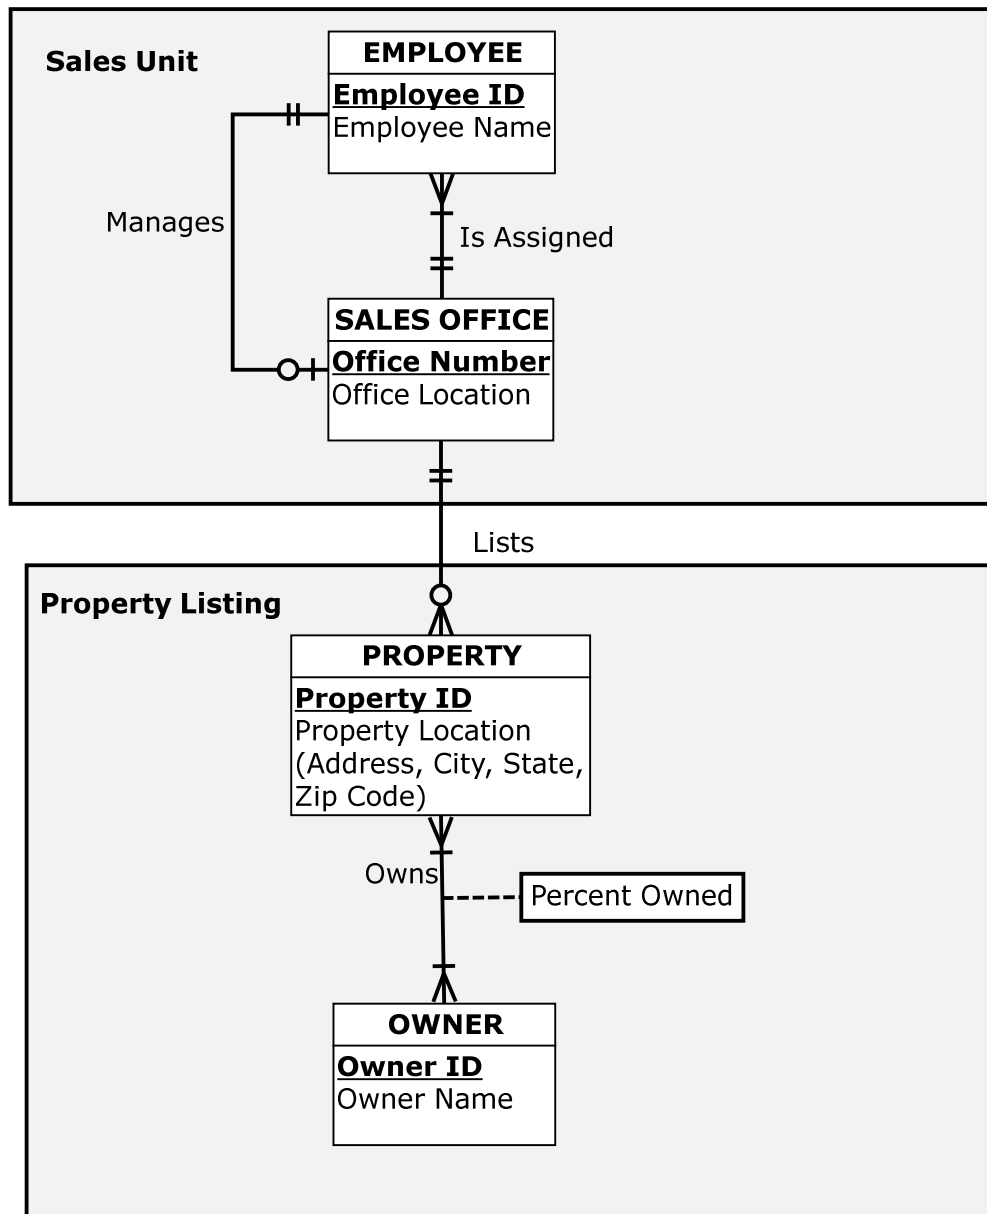 Sales Unit
EMPLOYEE
Employee ID
Employee Name
Manages
Is Assigned
SALES OFFICE
Office Number
Office Location
Lists
Property Listing
PROPERTY
Property ID
Property Location
(Address, City, State,
Zip Code)
Owns
Percent Owned
OWNER
Owner ID
Owner Name